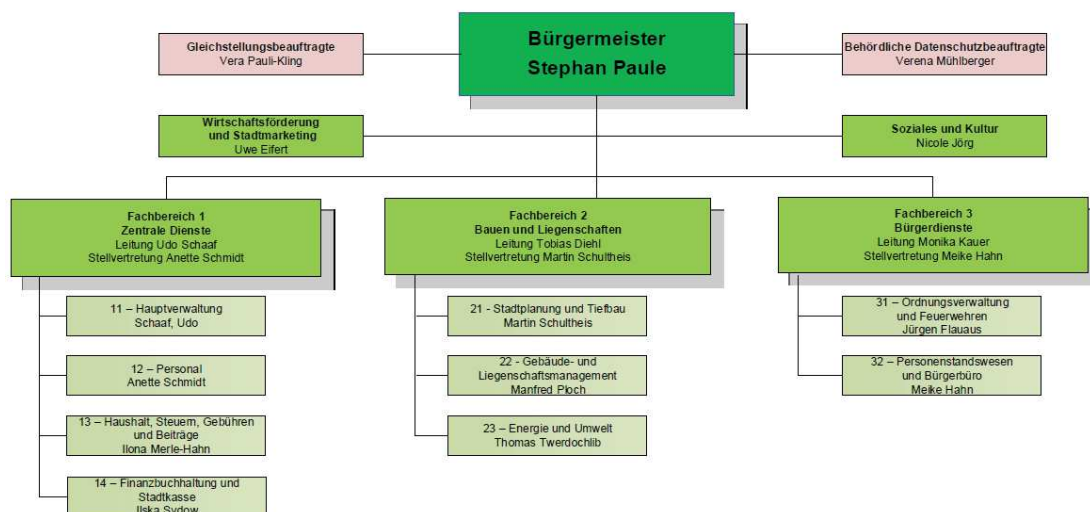 Bürgermeister
Stephan Paule
Gleichstellungsbeauftragte
Vera Pauli-Kling
Behördliche Datenschutzbeauftragte
Verena Mühlberger
Wirtschaftsförderung
und Stadtmarketing
Uwe Eifert
Soziales und Kultur
Nicole Jörg
Fachbereich 1
Zentrale Dienste
Leitung Udo Schaaf
Stellvertretung Anette Schmidt
11 – Hauptverwaltung
Schaaf, Udo
12 – Personal
Anette Schmidt
13 – Haushalt, Steuern, Gebühren
und Beiträge
Ilona Merle-Hahn
14 – Finanzbuchhaltung und
Stadtkasse
Ilska Sydow
Fachbereich 2
Bauen und Liegenschaften
Leitung Tobias Diehl
Stellvertretung Martin Schultheis
21 - Stadtplanung und Tiefbau
Martin Schultheis
22 - Gebäude- und
Liegenschaftsmanagement
Manfred Ploch
23 – Energie und Umwelt
Thomas Twerdochlib
Fachbereich 3
Bürgerdienste
Leitung Monika Kauer
Stellvertretung Meike Hahn
31 – Ordnungsverwaltung
und Feuerwehren
Jürgen Flauaus
32 – Personenstandswesen
und Bürgerbüro
Meike Hahn